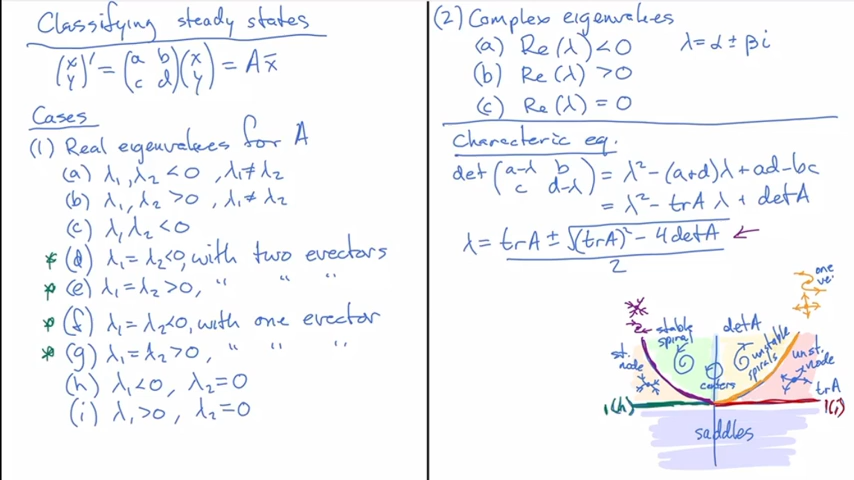 Classifying steady states
(x y)' = (a b c d)(x y) = Ax̄
Cases
(1) Real eigenvalues for A
(a) λ₁, λ₂ < 0, λ₁ ≠ λ₂
(b) λ₁, λ₂ > 0, λ₁ ≠ λ₂
(c) λ₁λ₂ < 0
* (d) λ₁ = λ₂ < 0, with two evectors
* (e) λ₁ = λ₂ > 0, " " "
* (f) λ₁ = λ₂ < 0, with one evector
* (g) λ₁ = λ₂ > 0, " " "
(h) λ₁ < 0, λ₂ = 0
(i) λ₁ > 0, λ₂ = 0
(2) Complex eigenvalues
(a) Re(λ) < 0 λ = α ± βi
(b) Re(λ) > 0
(c) Re(λ) = 0
Characteric eq.
det (a-λ b c d-λ) = λ² - (a+d)λ + ad - bc
= λ² - trA λ + detA
λ = trA ± √(trA)² - 4detA ←
2
one
ve.
stable
spiral
detA
unstable
spirals
st.
node
unst.
node
centers
trA
1(h)
1(i)
saddles